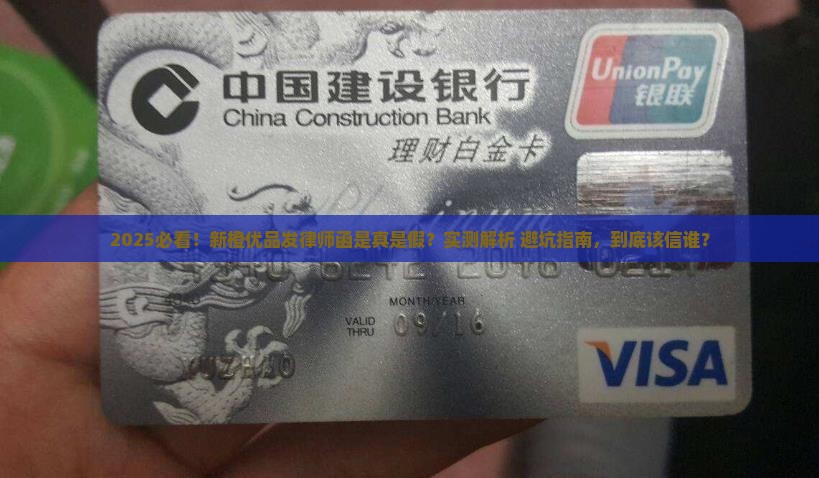 中国建设银行
China Construction Bank
UnionPay
银联
理财白金卡
2025必看！新橙优品发律师函是真是假？实测解析 避坑指南，到底该信谁？
MONTH/YEAR
VALID
THRU
09/16
VISA